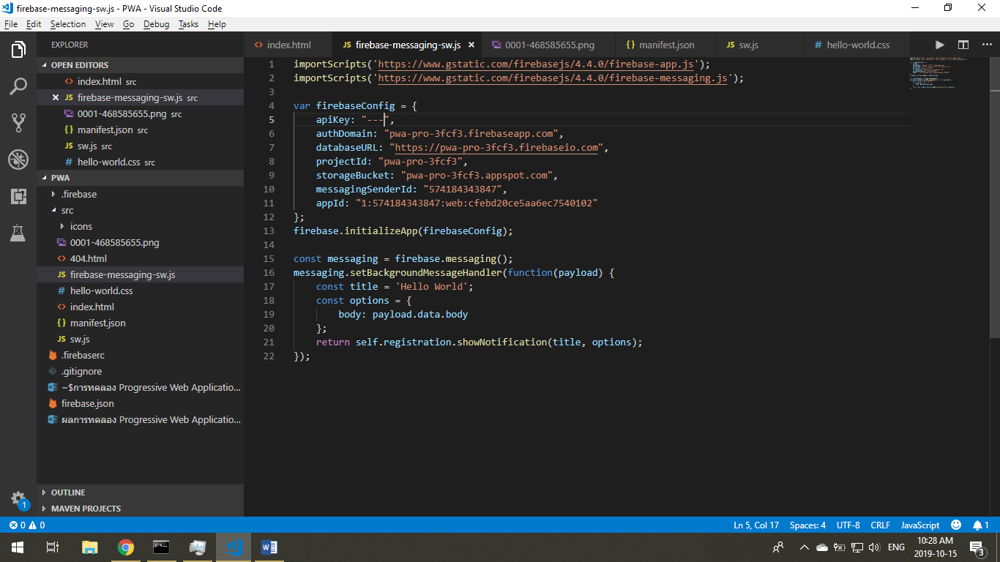 firebase-messaging-sw.js - PWA - Visual Studio Code
File Edit Selection View Go Debug Tasks Help
EXPLORER
OPEN EDITORS
index.html src
firebase-messaging-sw.js src
0001-468585655.png src
{} manifest.json src
JS sw.js src
# hello-world.css src
PWA
.firebase
src
icons
0001-468585655.png
404.html
JS firebase-messaging-sw.js
# hello-world.css
index.html
{} manifest.json
JS sw.js
.firebaserc
.gitignore
~$การทดลอง Progressive Web Applicatio...
firebase.json
ผลการทดลอง Progressive Web Applicatio...
OUTLINE
MAVEN PROJECTS
index.html
JS firebase-messaging-sw.js
0001-468585655.png
{} manifest.json
JS sw.js
# hello-world.css
1 importScripts('https://www.gstatic.com/firebasejs/4.4.0/firebase-app.js');
2 importScripts('https://www.gstatic.com/firebasejs/4.4.0/firebase-messaging.js');
3
4 var firebaseConfig = {
5 apiKey: "---",
6 authDomain: "pwa-pro-3fcf3.firebaseapp.com",
7 databaseURL: "https://pwa-pro-3fcf3.firebaseio.com",
8 projectId: "pwa-pro-3fcf3",
9 storageBucket: "pwa-pro-3fcf3.appspot.com",
10 messagingSenderId: "574184343847",
11 appId: "1:574184343847:web:cfebd20ce5aa6ec7540102"
12 };
13 firebase.initializeApp(firebaseConfig);
14
15 const messaging = firebase.messaging();
16 messaging.setBackgroundMessageHandler(function(payload) {
17 const title = 'Hello World';
18 const options = {
19 body: payload.data.body
20 };
21 return self.registration.showNotification(title, options);
22 });
1
0 0
Ln 5, Col 17 Spaces: 4 UTF-8 CRLF JavaScript 1
ENG
10:28 AM
2019-10-15
3